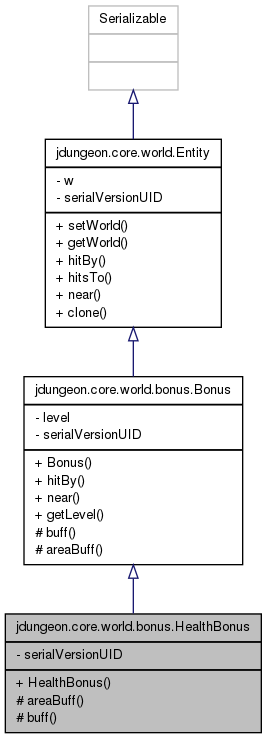 Serializable
jdungeon.core.world.Entity
- w
- serialVersionUID
+ setWorld()
+ getWorld()
+ hitBy()
+ hitsTo()
+ near()
+ clone()
jdungeon.core.world.bonus.Bonus
- level
- serialVersionUID
+ Bonus()
+ hitBy()
+ near()
+ getLevel()
# buff()
# areaBuff()
jdungeon.core.world.bonus.HealthBonus
- serialVersionUID
+ HealthBonus()
# areaBuff()
# buff()